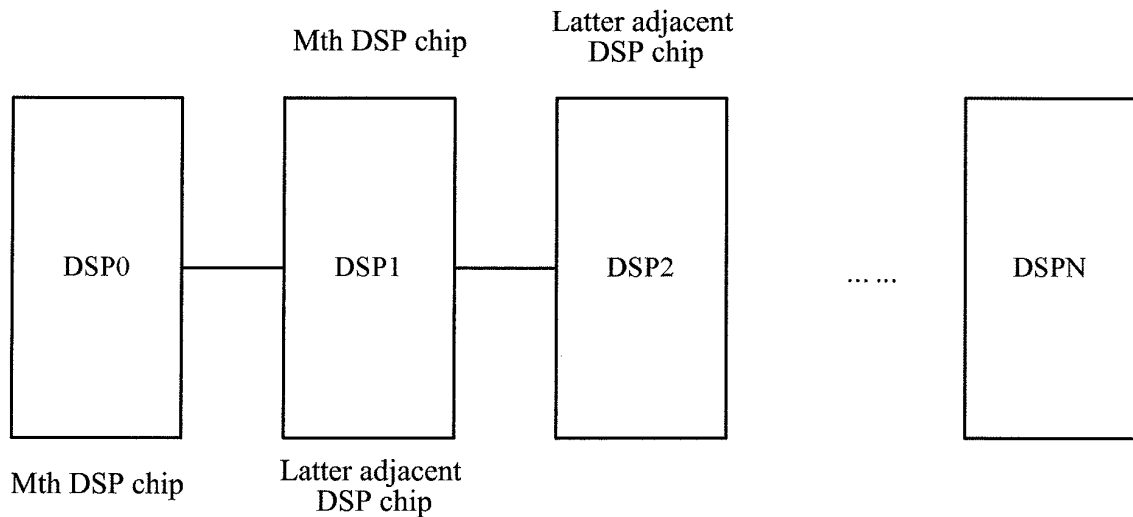 Mth DSP chip
Latter adjacent
DSP chip
DSP0
DSP1
DSP2
... ...
DSPN
Mth DSP chip
Latter adjacent
DSP chip